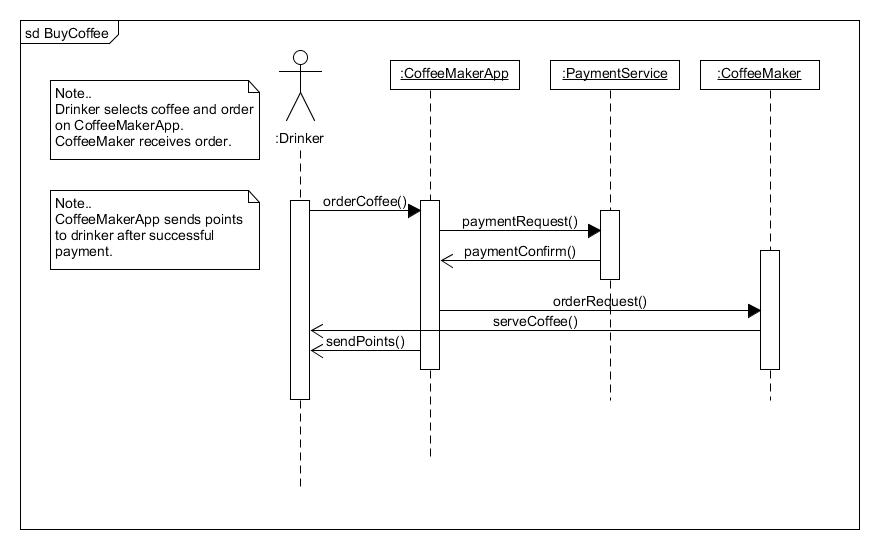 sd BuyCoffee
:CoffeeMakerApp
:PaymentService
:CoffeeMaker
Note..
Drinker selects coffee and order
on CoffeeMakerApp.
CoffeeMaker receives order.
:Drinker
Note..
CoffeeMakerApp sends points
to drinker after successful
payment.
orderCoffee()
paymentRequest()
paymentConfirm()
orderRequest()
serveCoffee()
sendPoints()